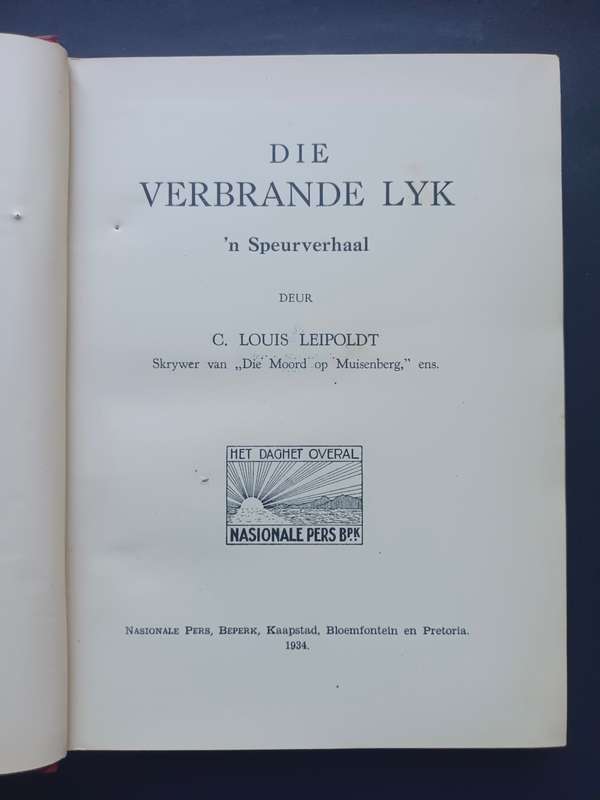 DIE
VERBRANDE LYK
'n Speurverhaal
DEUR
C. LOUIS LEIPOLDT
Skrywer van „Die Moord op Muisenberg,” ens.
HET DAGHET OVERAL
NASIONALE PERS BPK
NASIONALE PERS, BEPERK, Kaapstad, Bloemfontein en Pretoria.
1934.